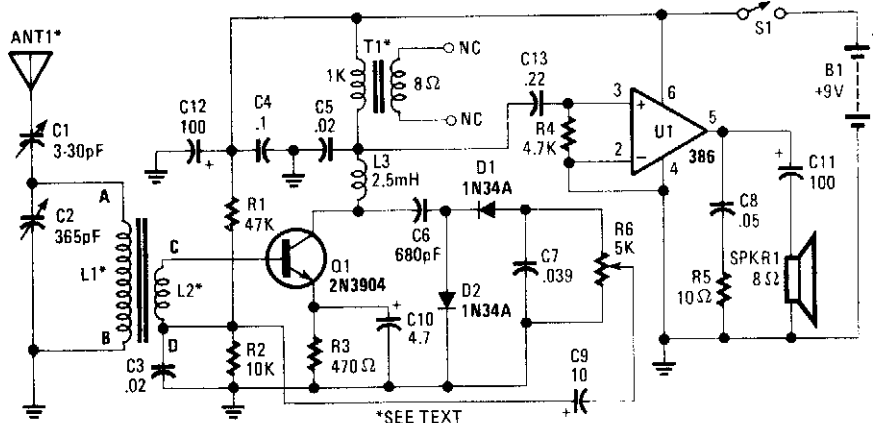 ANT1*
C1
3-30pF
C2
365pF
A
L1*
B
C
L2*
D
C3
.02
C12
100
+
C4
.1
C5
.02
T1*
1K
8Ω
NC
NC
L3
2.5mH
R1
47K
R2
10K
Q1
2N3904
R3
470Ω
+
C10
4.7
C6
680pF
D1
1N34A
D2
1N34A
C7
.039
R6
5K
C9
10
+
C13
.22
R4
4.7K
3
+
2
−
U1
386
6
5
4
C8
.05
R5
10Ω
+
C11
100
SPKR1
8Ω
S1
B1
+9V
*SEE TEXT